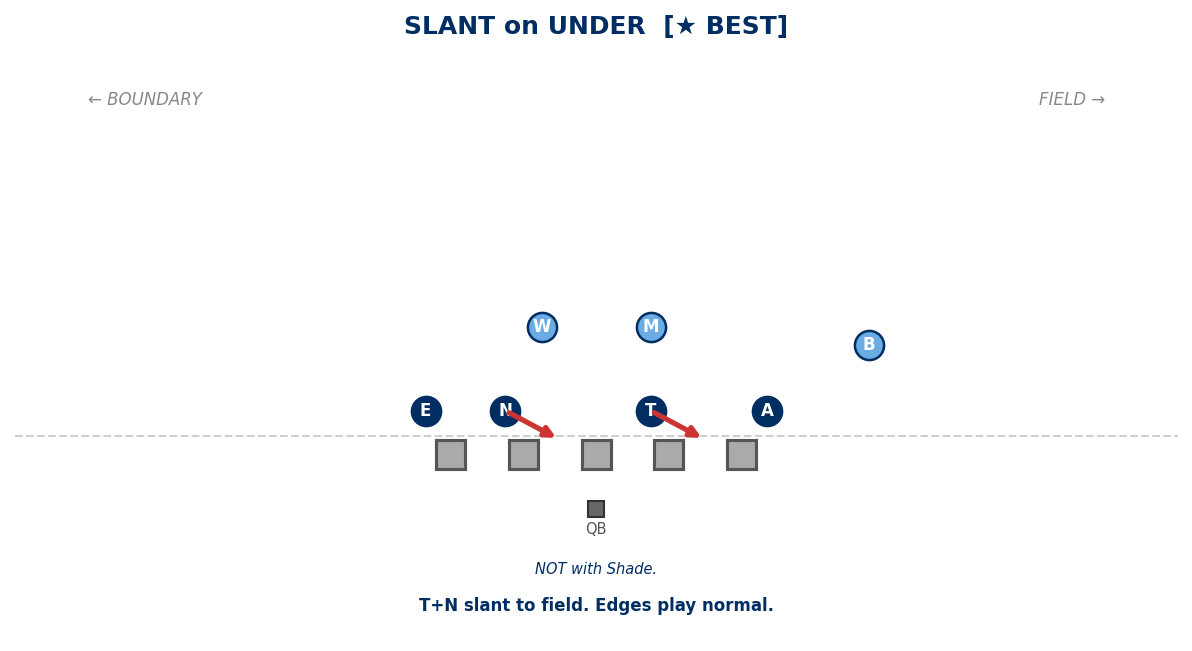 SLANT on UNDER [★ BEST]
← BOUNDARY
FIELD →
W
M
B
E
N
T
A
QB
NOT with Shade.
T+N slant to field. Edges play normal.